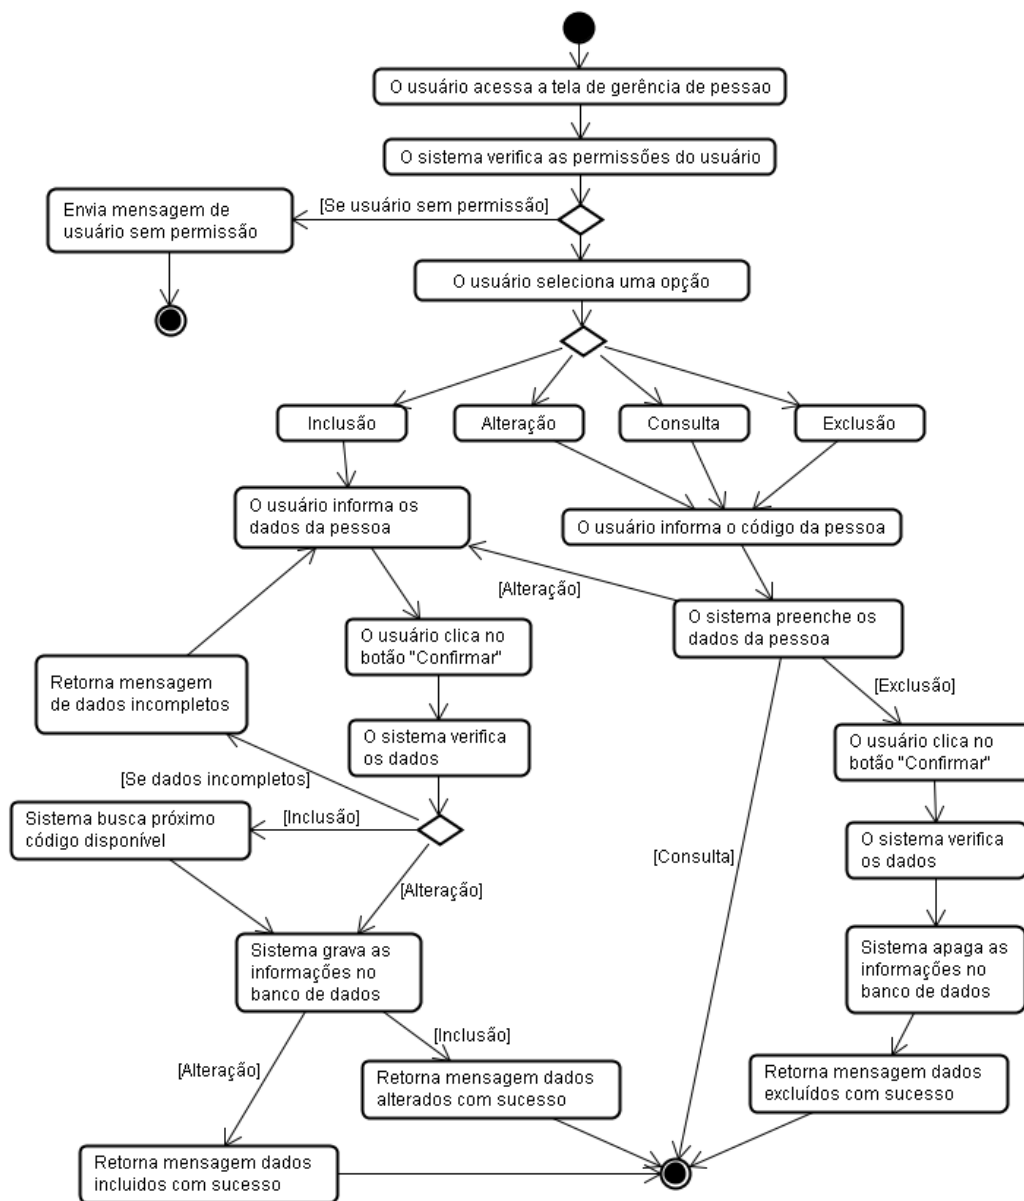 O usuário acessa a tela de gerência de pessao
O sistema verifica as permissões do usuário
[Se usuário sem permissão]
Envia mensagem de
usuário sem permissão
O usuário seleciona uma opção
Inclusão
Alteração
Consulta
Exclusão
O usuário informa os
dados da pessoa
O usuário informa o código da pessoa
[Alteração]
O sistema preenche os
dados da pessoa
O usuário clica no
botão "Confirmar"
Retorna mensagem
de dados incompletos
[Exclusão]
O usuário clica no
botão "Confirmar"
O sistema verifica
os dados
[Se dados incompletos]
Sistema busca próximo
código disponível
[Inclusão]
[Consulta]
O sistema verifica
os dados
[Alteração]
Sistema grava as
informações no
banco de dados
Sistema apaga as
informações no
banco de dados
[Inclusão]
[Alteração]
Retorna mensagem dados
alterados com sucesso
Retorna mensagem dados
excluídos com sucesso
Retorna mensagem dados
incluidos com sucesso